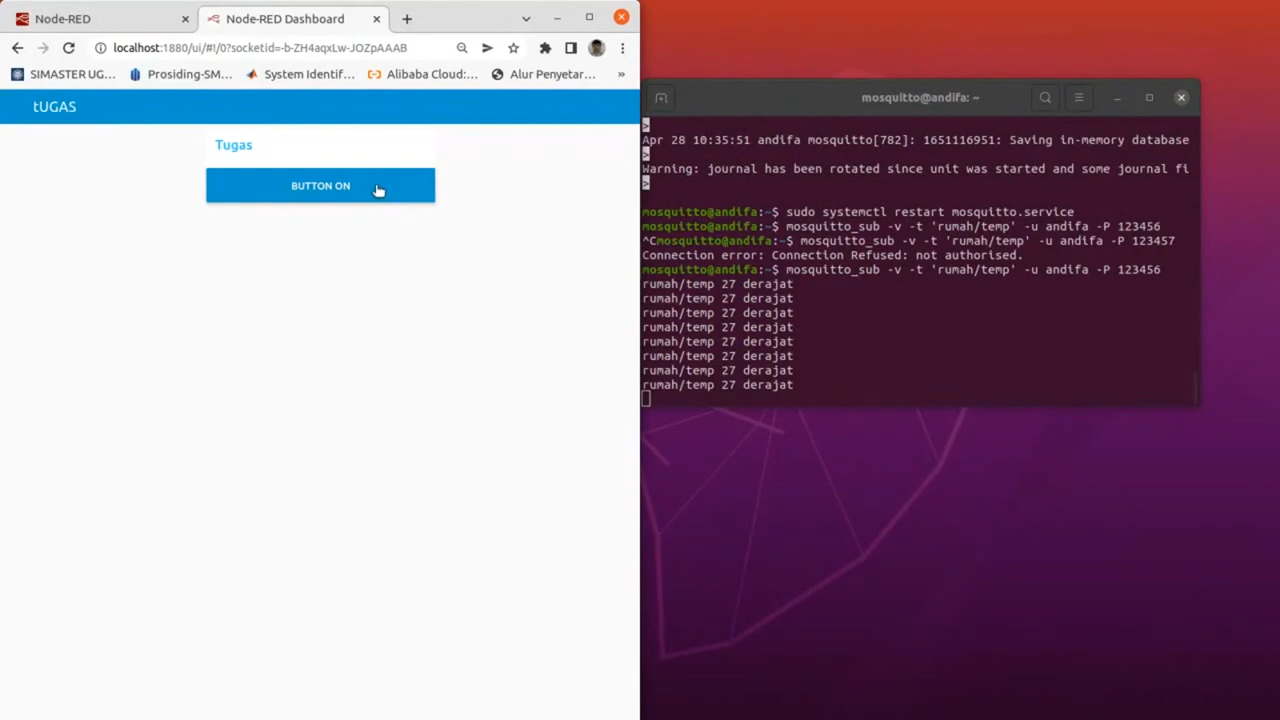 Node-RED
Node-RED Dashboard
localhost:1880/ui/#!/0?socketid=-b-ZH4aqxLw-JOZpAAAB
SIMASTER UG...
Prosiding-SM...
System Identif...
Alibaba Cloud:...
Alur Penyetar...
»
tUGAS
Tugas
BUTTON ON
mosquitto@andifa: ~
>
Apr 28 10:35:51 andifa mosquitto[782]: 1651116951: Saving in-memory database
>
Warning: journal has been rotated since unit was started and some journal fi
>
mosquitto@andifa:~$ sudo systemctl restart mosquitto.service
mosquitto@andifa:~$ mosquitto_sub -v -t 'rumah/temp' -u andifa -P 123456
^Cmosquitto@andifa:~$ mosquitto_sub -v -t 'rumah/temp' -u andifa -P 123457
Connection error: Connection Refused: not authorised.
mosquitto@andifa:~$ mosquitto_sub -v -t 'rumah/temp' -u andifa -P 123456
rumah/temp 27 derajat
rumah/temp 27 derajat
rumah/temp 27 derajat
rumah/temp 27 derajat
rumah/temp 27 derajat
rumah/temp 27 derajat
rumah/temp 27 derajat
rumah/temp 27 derajat